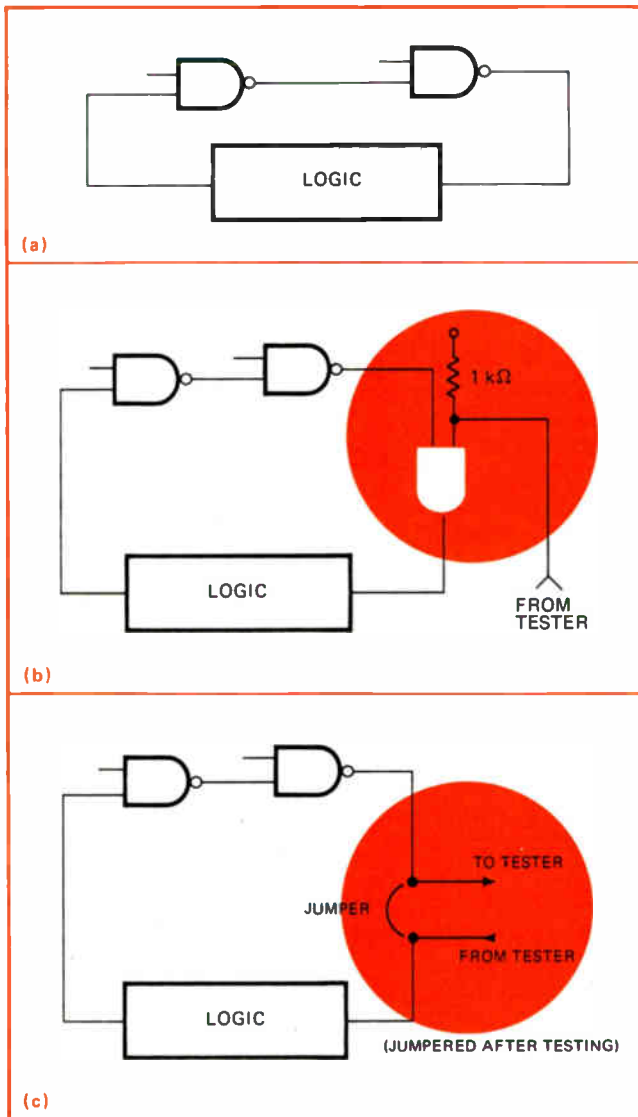 LOGIC
(a)
1 kΩ
LOGIC
FROM
TESTER
(b)
TO TESTER
JUMPER
FROM TESTER
LOGIC
(JUMPERED AFTER TESTING)
(c)